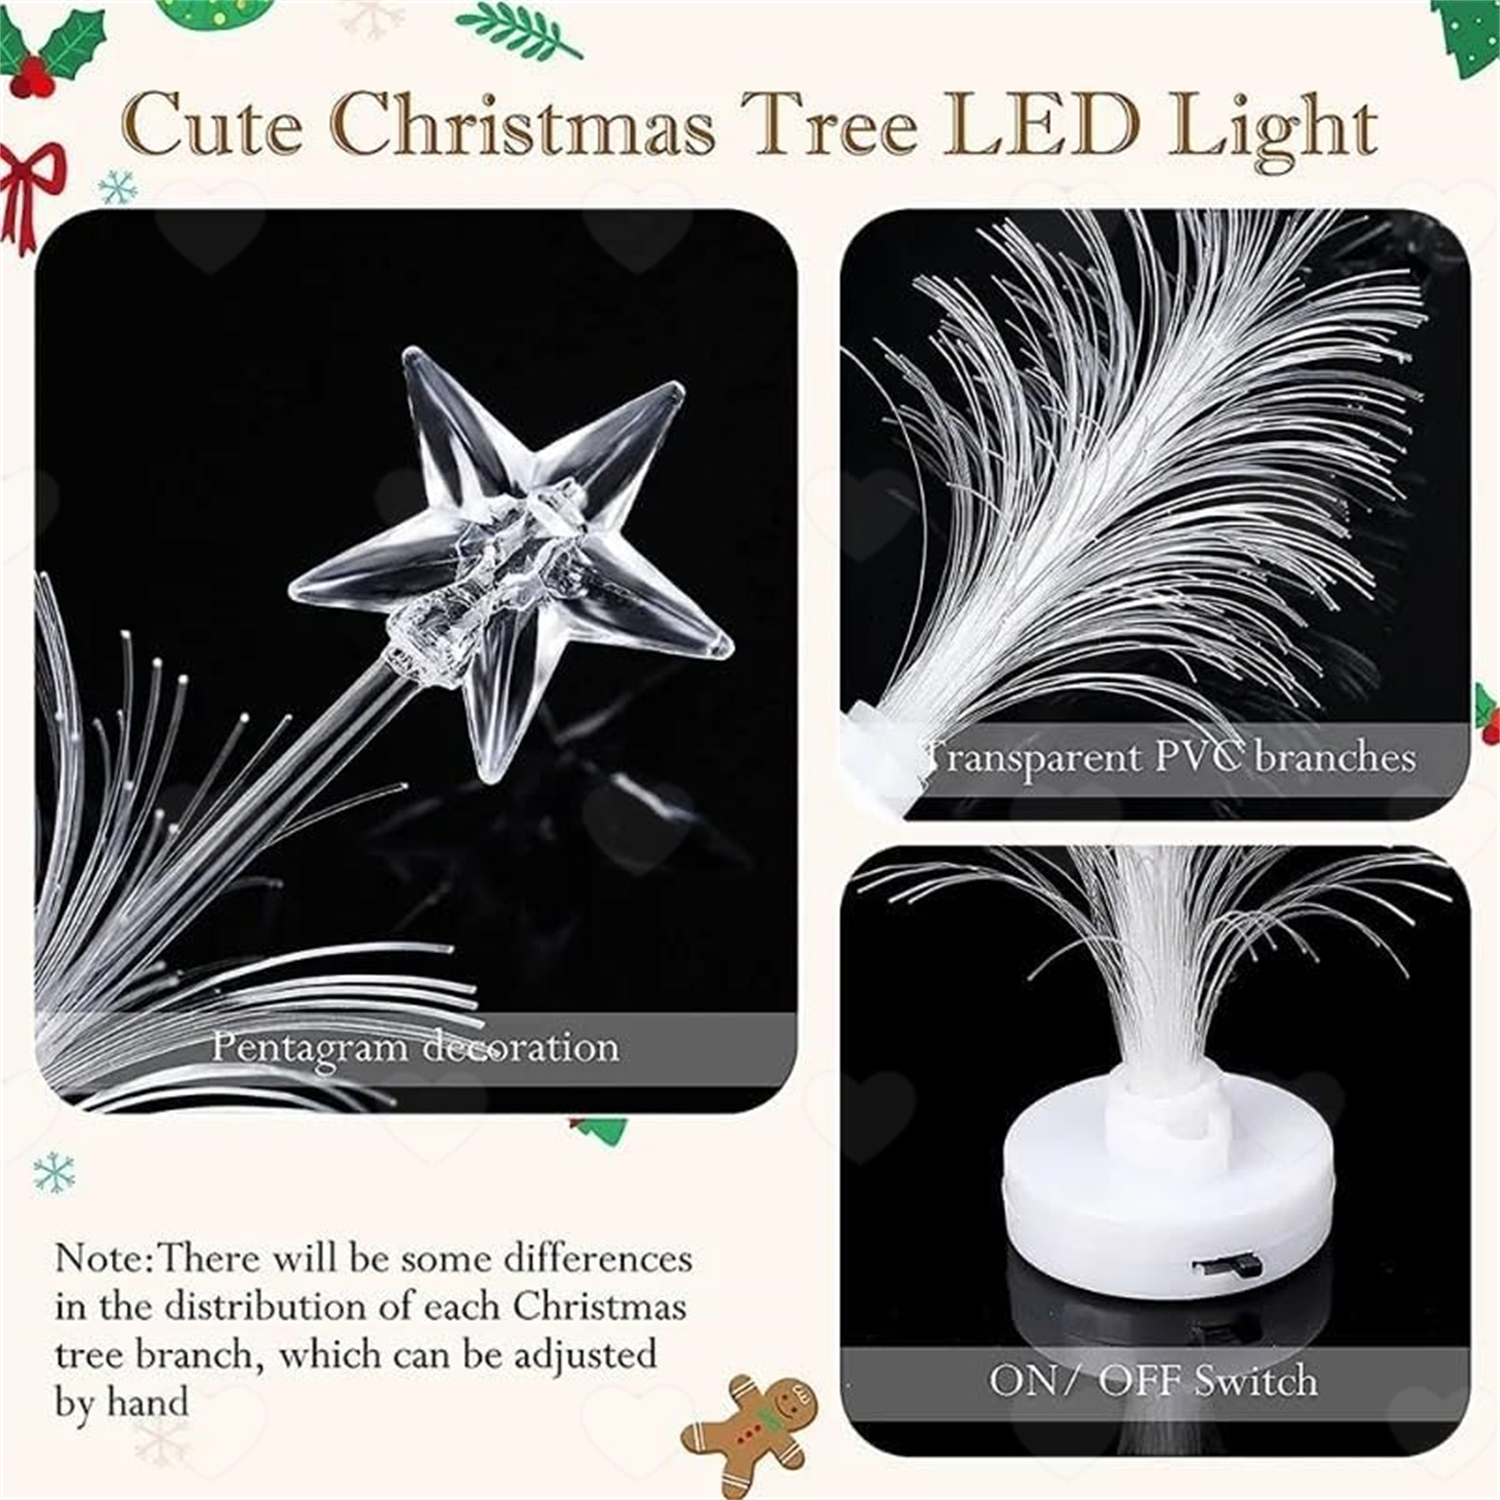 Cute Christmas Tree LED Light
Transparent PVC branches
Pentagram decoration
Note:There will be some differences
in the distribution of each Christmas
tree branch, which can be adjusted
by hand
ON/ OFF Switch